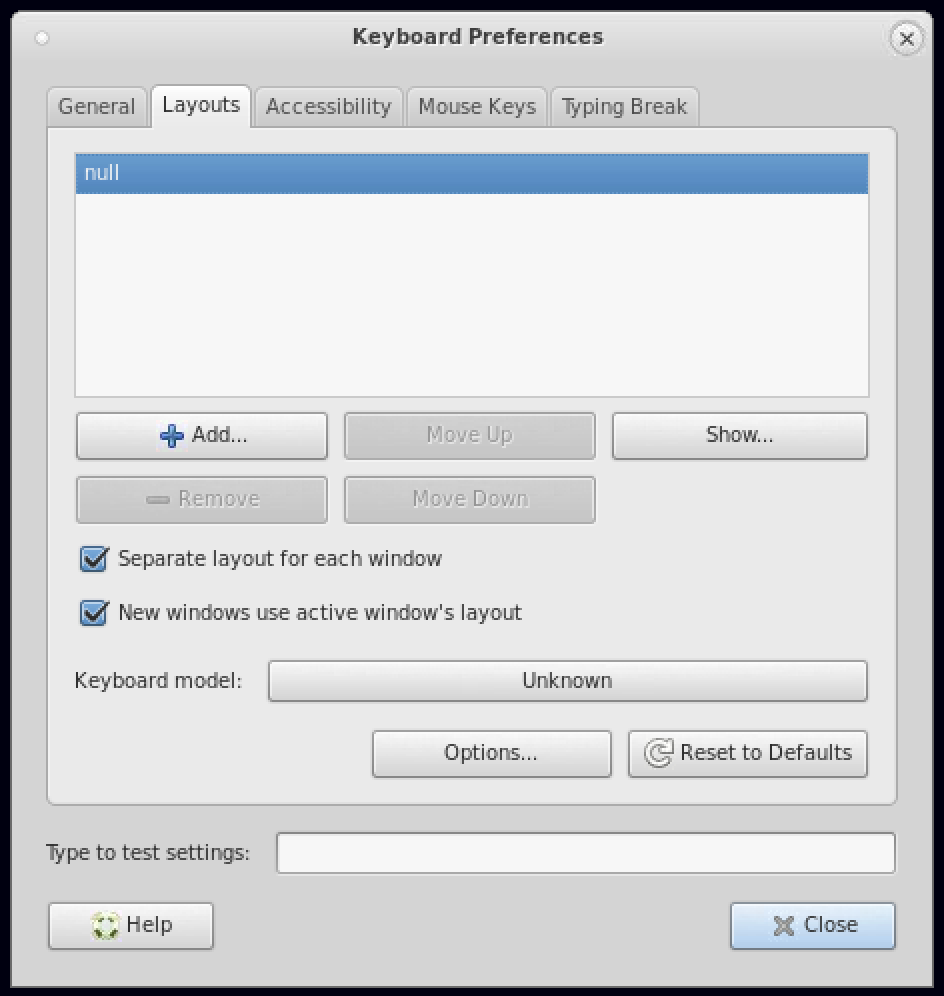 Keyboard Preferences
General Layouts Accessibility Mouse Keys Typing Break
null
Add... Move Up Show...
Remove Move Down
Separate layout for each window
New windows use active window's layout
Keyboard model: Unknown
Options... Reset to Defaults
Type to test settings:
Help Close